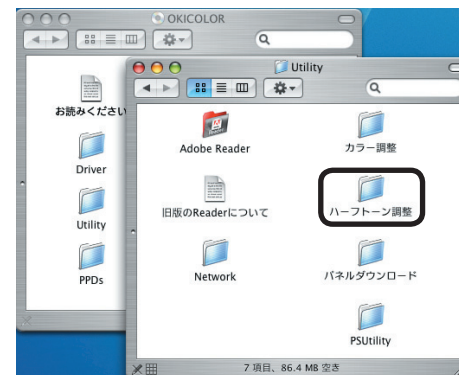 OKICOLOR
お読みください
Driver
Utility
PPDs
Utility
Adobe Reader
カラー調整
旧版のReaderについて
ハーフトーン調整
Network
パネルダウンロード
PSUtility
7 項目、86.4 MB 空き